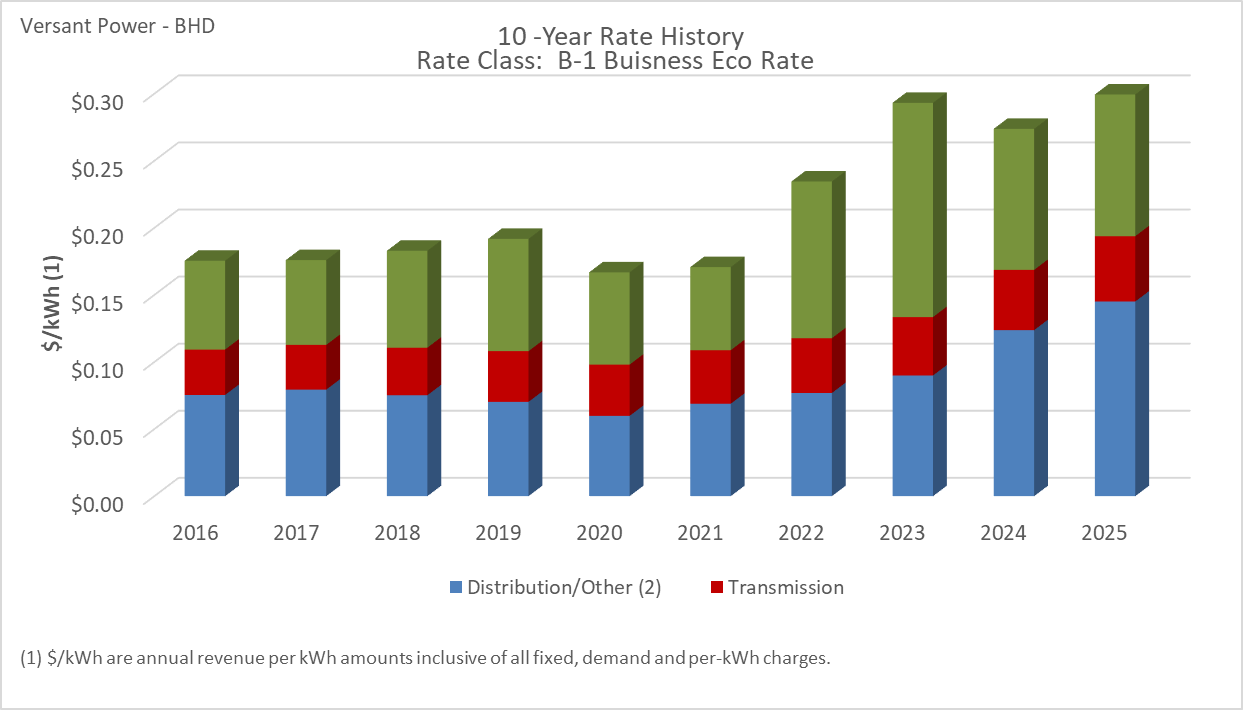 Versant Power - BHD
10 -Year Rate History
Rate Class:  B-1 Buisness Eco Rate
$0.30
$0.25
$0.20
$0.15
$0.10
$0.05
$0.00
$/kWh (1)
2016 2017 2018 2019 2020 2021 2022 2023 2024 2025
Distribution/Other (2) Transmission
(1) $/kWh are annual revenue per kWh amounts inclusive of all fixed, demand and per-kWh charges.